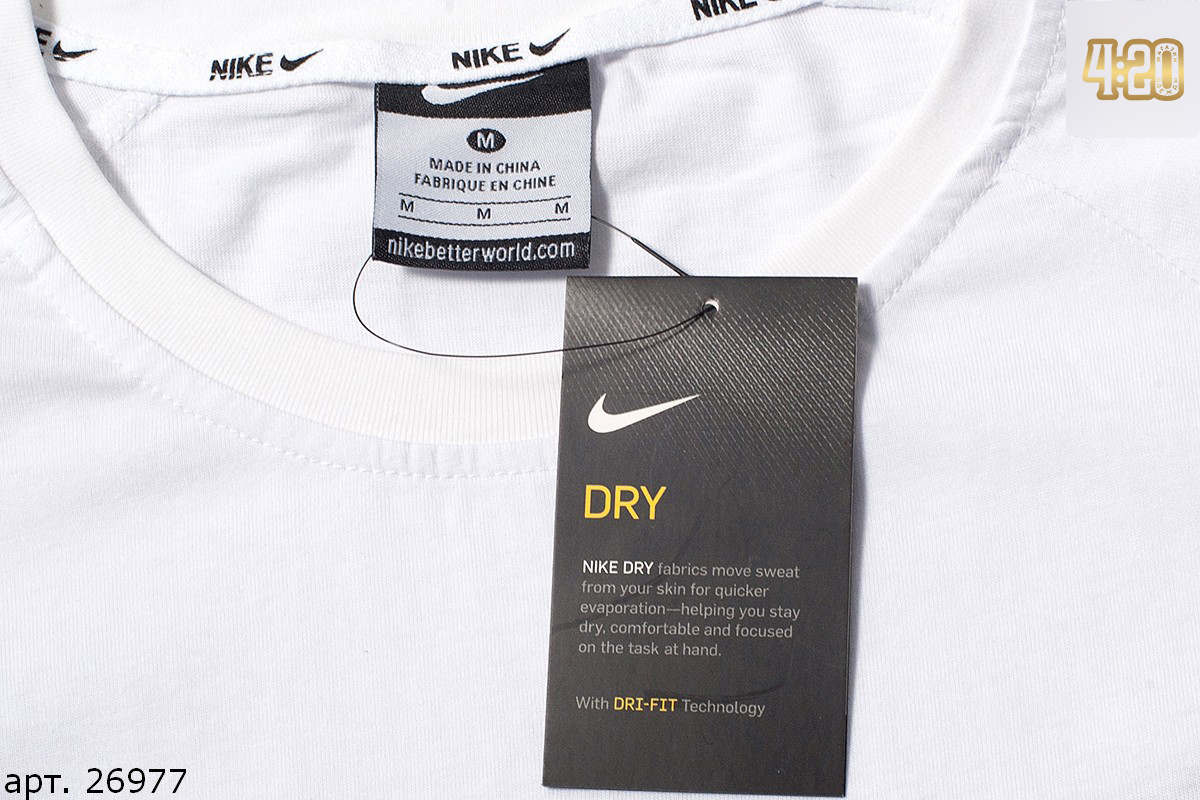 NIKE
NIKE
NIKE
M
MADE IN CHINA
FABRIQUE EN CHINE
M M M
nikebetterworld.com
4:20
DRY
NIKE DRY fabrics move sweat
from your skin for quicker
evaporation—helping you stay
dry, comfortable and focused
on the task at hand.
With DRI-FIT Technology
арт. 26977